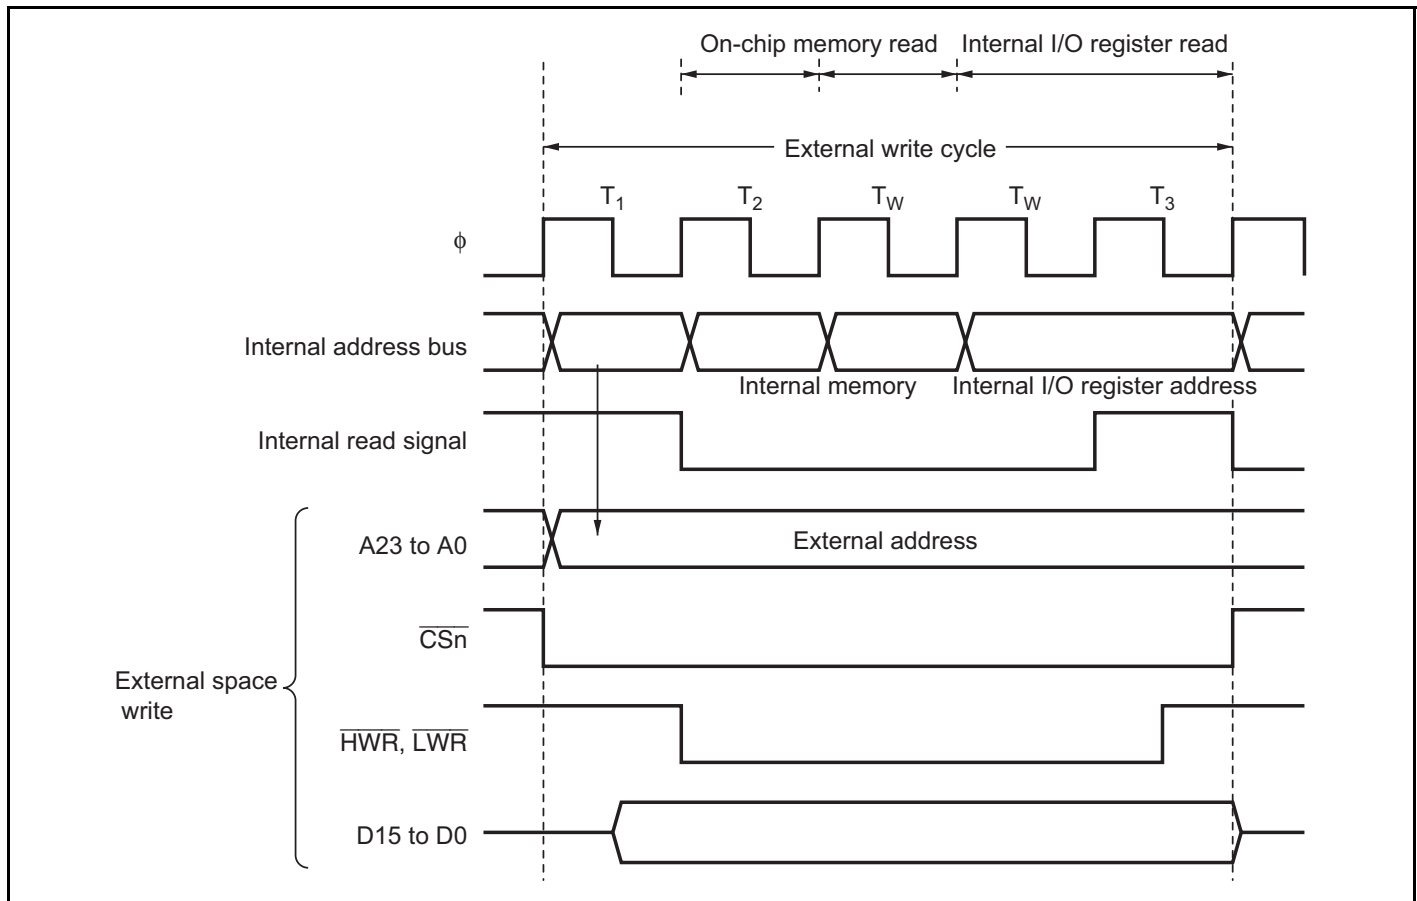 On-chip memory read Internal I/O register read
External write cycle
T1 T2 TW TW T3
ϕ
Internal address bus
Internal memory Internal I/O register address
Internal read signal
A23 to A0 External address
CSn
External space
write
HWR, LWR
D15 to D0